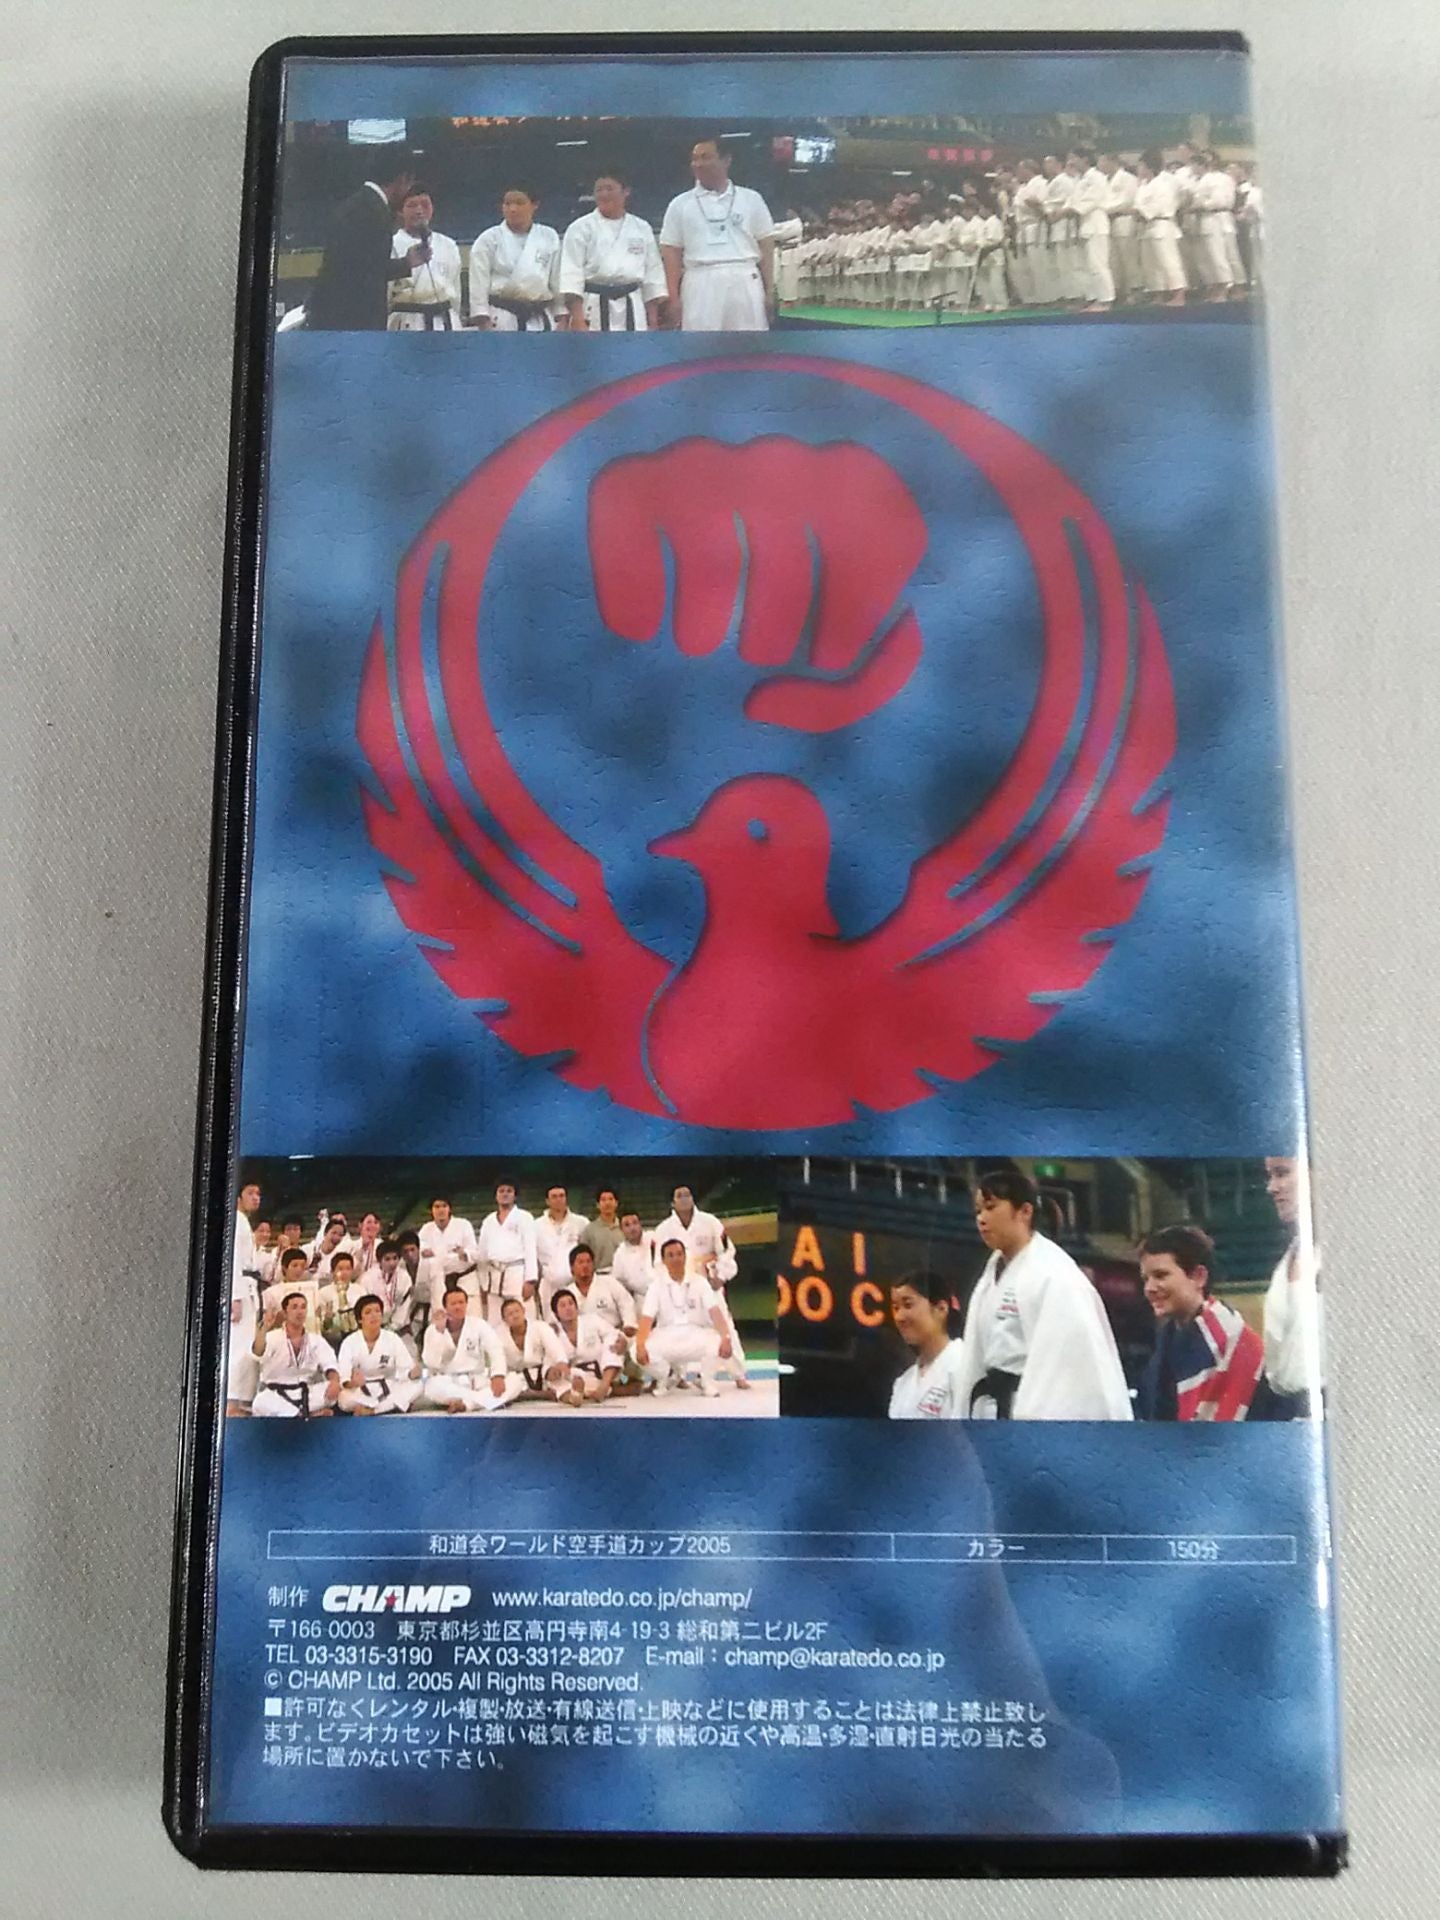 A I
DO C
和道会ワールド空手道カップ2005 カラー 150分
制作 CHAMP www.karatedo.co.jp/champ/
〒166-0003 東京都杉並区高円寺南4-19-3 総和第二ビル2F
TEL 03-3315-3190 FAX 03-3312-8207 E-mail：champ@karatedo.co.jp
© CHAMP Ltd. 2005 All Rights Reserved.
■許可なくレンタル・複製・放送・有線送信・上映などに使用することは法律上禁止致し
ます。ビデオカセットは強い磁気を起こす機械の近くや高温・多湿・直射日光の当たる
場所に置かないで下さい。